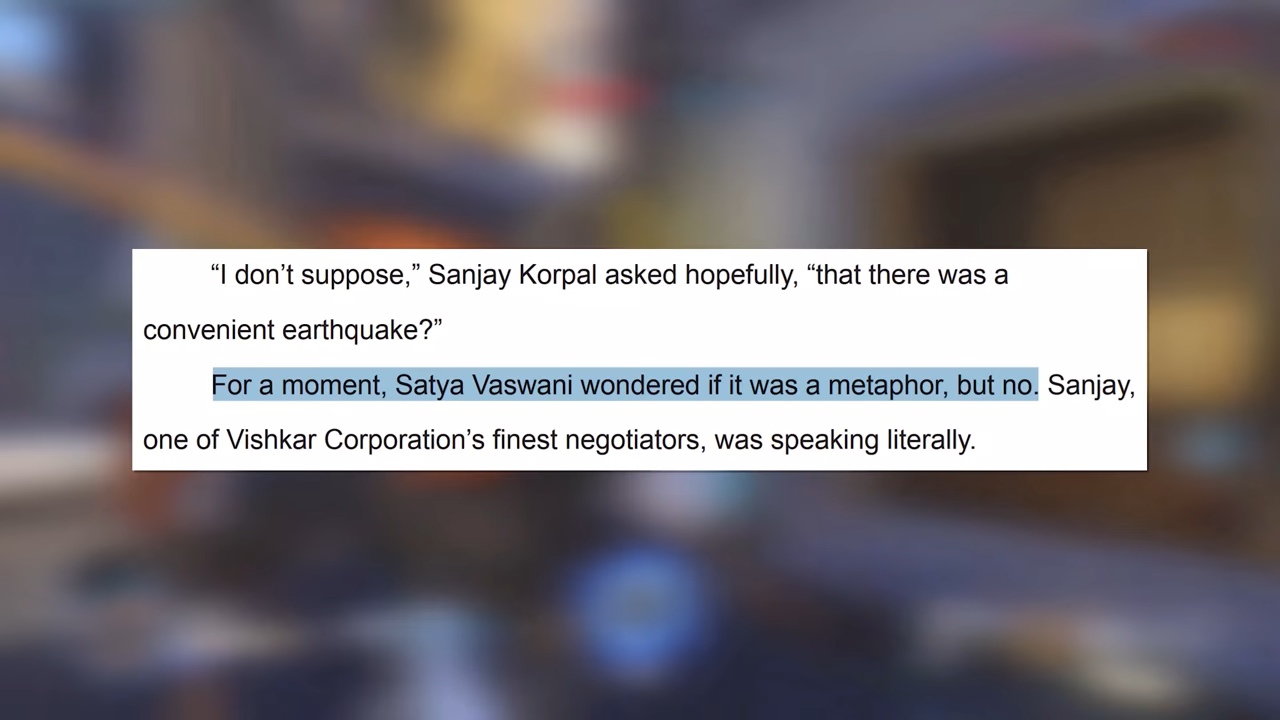 “I don’t suppose,” Sanjay Korpal asked hopefully, “that there was a
convenient earthquake?”
For a moment, Satya Vaswani wondered if it was a metaphor, but no. Sanjay,
one of Vishkar Corporation’s finest negotiators, was speaking literally.